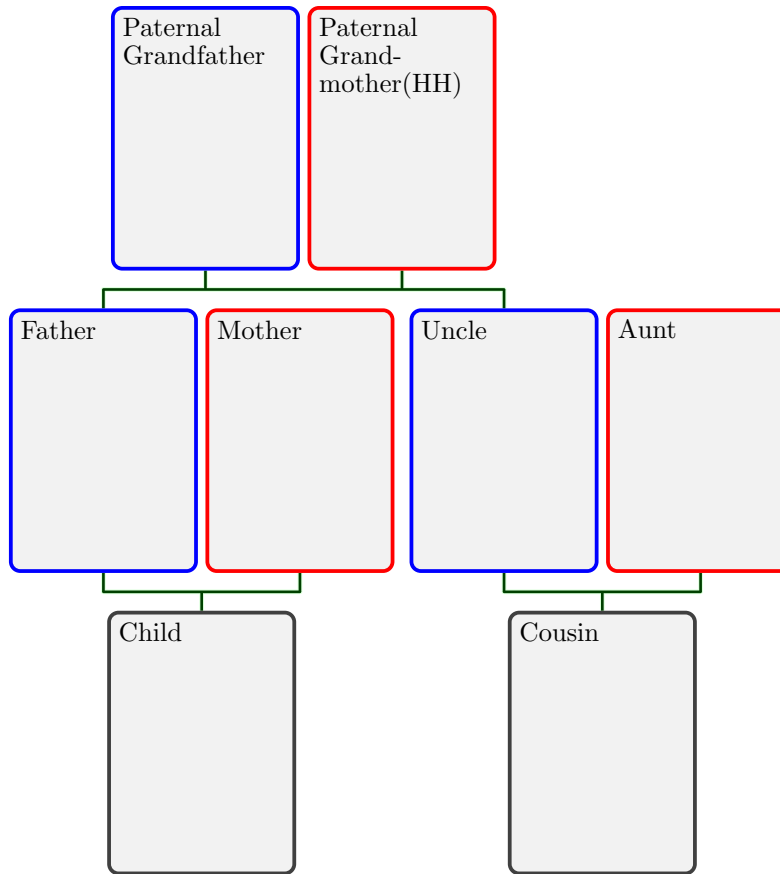 Paternal
Grandfather
Paternal
Grand-
mother(HH)
Father
Mother
Uncle
Aunt
Child
Cousin